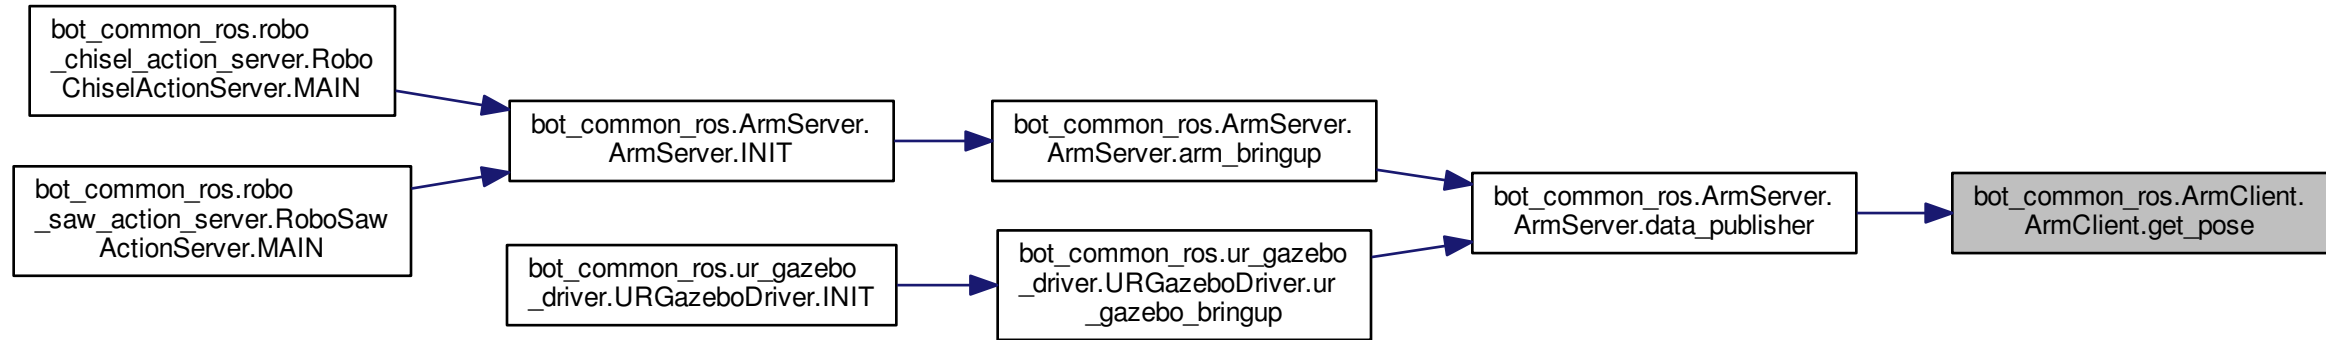 bot_common_ros.robo
_chisel_action_server.Robo
ChiselActionServer.MAIN
bot_common_ros.robo
_saw_action_server.RoboSaw
ActionServer.MAIN
bot_common_ros.ArmServer.
ArmServer.INIT
bot_common_ros.ur_gazebo
_driver.URGazeboDriver.INIT
bot_common_ros.ArmServer.
ArmServer.arm_bringup
bot_common_ros.ur_gazebo
_driver.URGazeboDriver.ur
_gazebo_bringup
bot_common_ros.ArmServer.
ArmServer.data_publisher
bot_common_ros.ArmClient.
ArmClient.get_pose